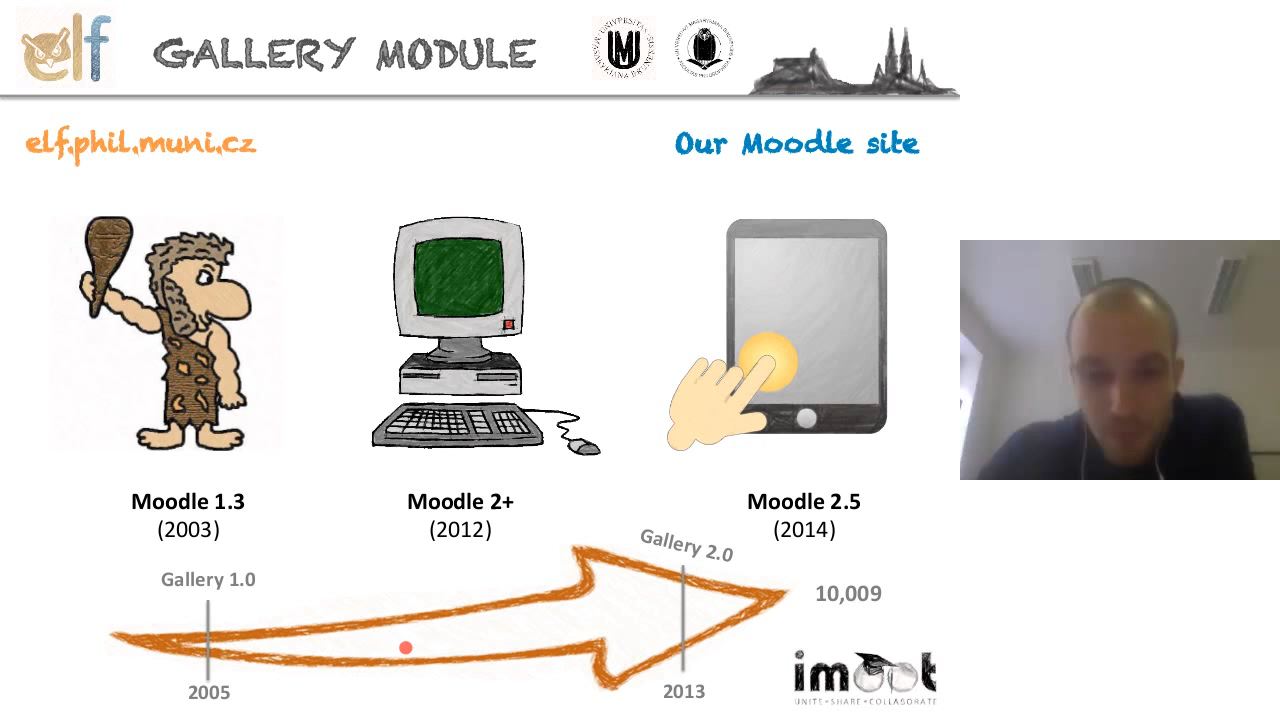 elf
GALLERY MODULE
elf.phil.muni.cz
Our Moodle site
Moodle 1.3
(2003)
Moodle 2+
(2012)
Moodle 2.5
(2014)
Gallery 1.0
Gallery 2.0
10,009
2005
2013
imoot
UNITE • SHARE • COLLABORATE